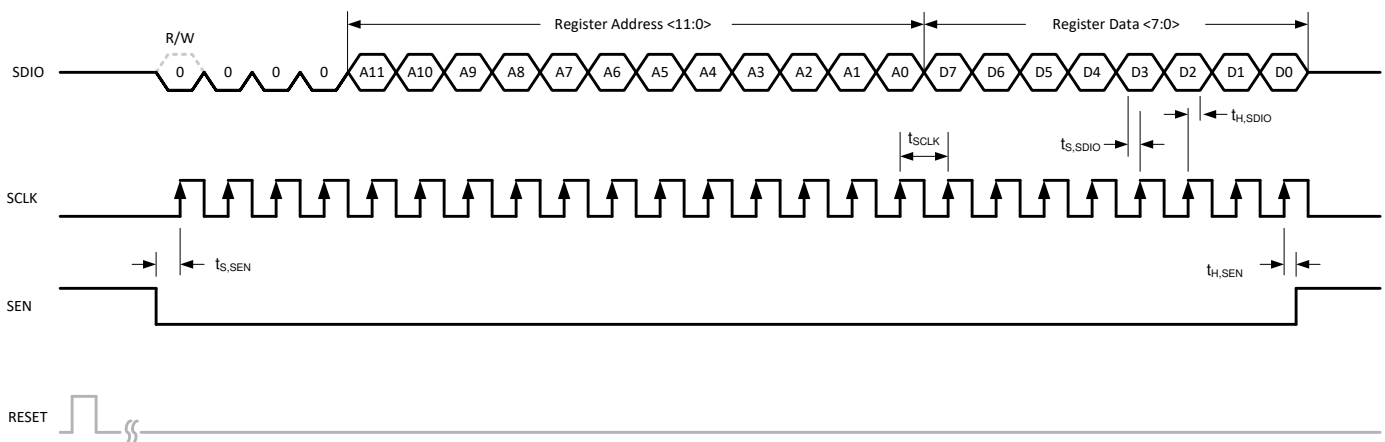 Register Address <11:0> Register Data <7:0>
R/W
SDIO 0 0 0 0 A11 A10 A9 A8 A7 A6 A5 A4 A3 A2 A1 A0 D7 D6 D5 D4 D3 D2 D1 D0
tH,SDIO
tSCLK tS,SDIO
SCLK
tS,SEN tH,SEN
SEN
RESET